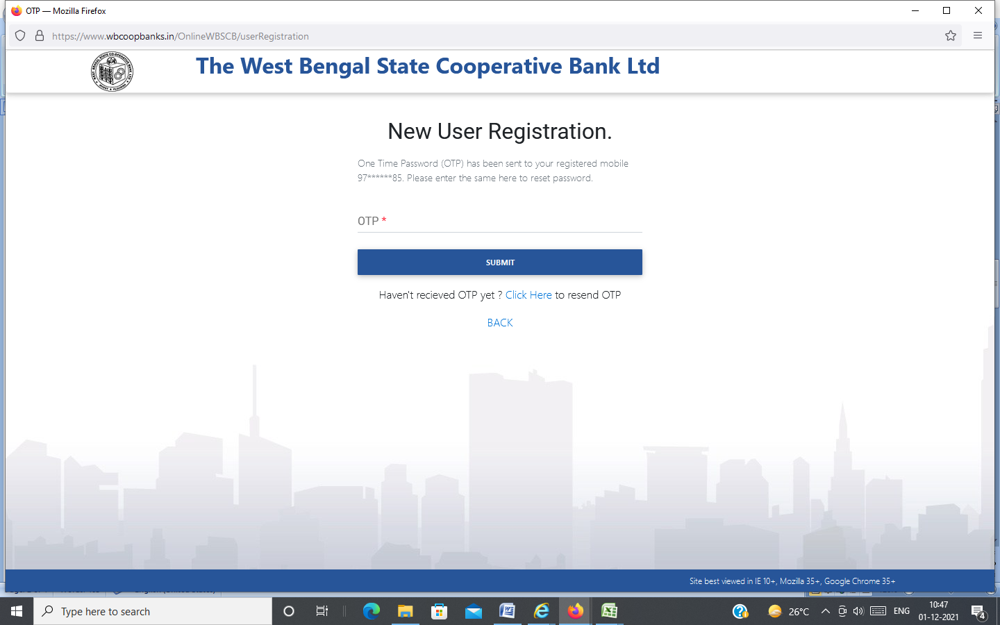 OTP — Mozilla Firefox
https://www.wbcoopbanks.in/OnlineWBSCB/userRegistration
The West Bengal State Cooperative Bank Ltd
New User Registration.
One Time Password (OTP) has been sent to your registered mobile
97******85. Please enter the same here to reset password.
OTP *
SUBMIT
Haven't recieved OTP yet ? Click Here to resend OTP
BACK
Site best viewed in IE 10+, Mozilla 35+, Google Chrome 35+
Type here to search
26°C
ENG
10:47
01-12-2021
4